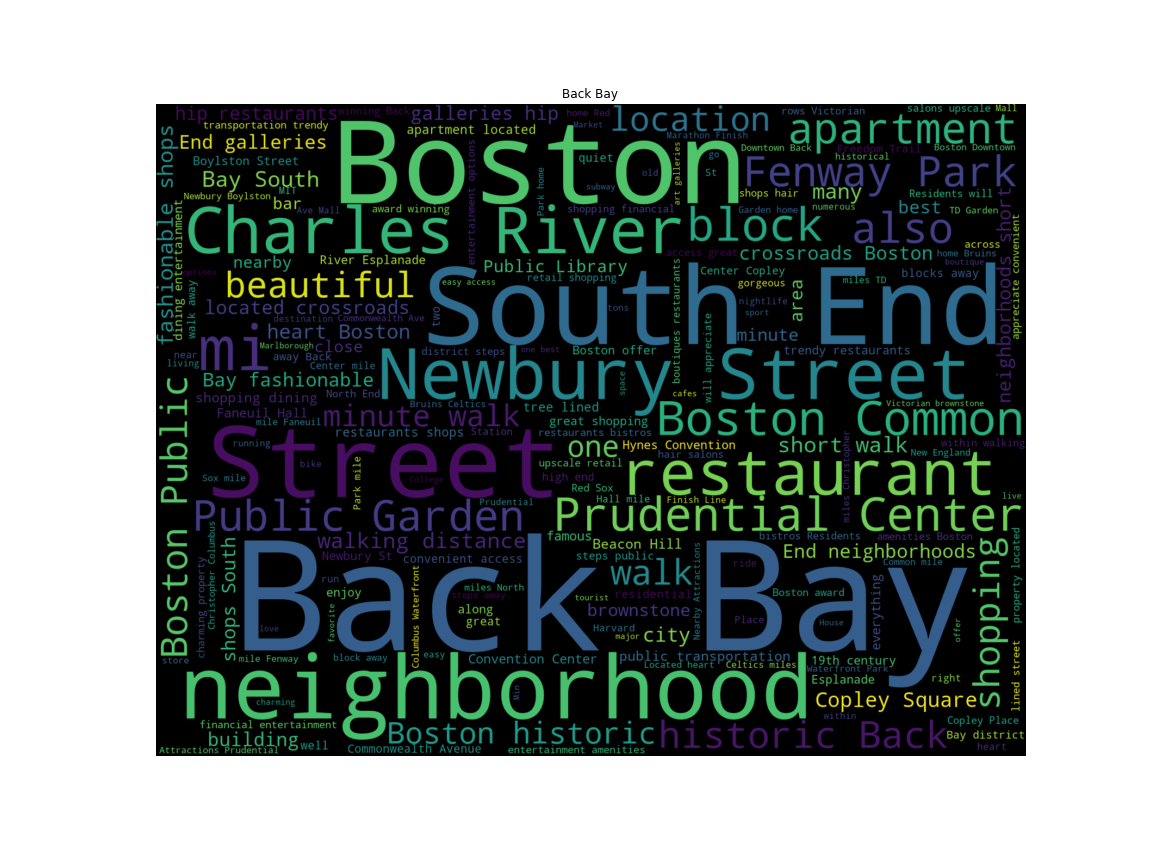 Back Bay
hip restaurants
winning Back
galleries hip
home Red
Market
location
rows Victorian
salons upscale
Mall
transportation trendy
apartment located
Boston
Marathon Finish
apartment
End galleries
Downtown Back
Freedom Trail
Boston Downtown
Boylston Street
quiet
go
historical
fashionable shops
Bay South
MIT
entertainment options
Park home
subway
old
art galleries
St
Fenway Park
Newbury Boylston
bar
Ave Mall
award winning
shopping financial
shops hair
many
Residents will
Garden home
numerous
best
TD Garden
dining entertainment
Charles River
block
also
neighborhoods short
nearby
River Esplanade
Public Library
access great
crossroads Boston
across
home Bruins
appreciate convenient
options
beautiful
easy access
retail shopping
Center Copley
miles TD
blocks away
boutique
walk away
located crossroads
South End
boutiques restaurants
gorgeous
nightlife
sport
area
destination
Commonwealth Ave
two
tons
heart Boston
minute
near
living
mi
Marlborough
close
away Back
Center mile
district steps
one best
Boston offer
trendy restaurants
will appreciate
Bay fashionable
North End
Newbury Street
space
cafes
Boston Public
shopping dining
Bruins Celtics
Victorian brownstone
Faneuil Hall
mile Faneuil
minute walk
tree lined
great shopping
Boston Common
restaurants shops
Station
restaurants bistros
one
Hynes Convention
short walk
within walking
running
hair salons
New England
Street
bike
Park mile
College
upscale retail
high end
restaurant
miles Christopher
Sox mile
Red Sox
Hall mile
Finish Line
live
Public Garden
Prudential
Prudential Center
Christopher Columbus
walking distance
famous
Beacon Hill
bistros Residents
amenities Boston
property located
shops South
Newbury St
convenient access
steps public
End neighborhoods
Common mile
shopping
charming property
Back Bay
run
enjoy
Columbus Waterfront
steps away
miles North
tourist
walk
residential
Nearby Attractions
ride
Boston award
along
great
brownstone
Place
House
everything
favorite
love
Harvard
major
city
offer
store
mile Fenway
block away
easy
Convention Center
public transportation
Located heart
Celtics miles
19th century
Waterfront Park
neighborhood
charming
Min
Esplanade
right
lined street
Copley Square
within
financial entertainment
building
well
Boston historic
historic Back
Copley Place
Bay district
heart
Attractions Prudential
Commonwealth Avenue
entertainment amenities